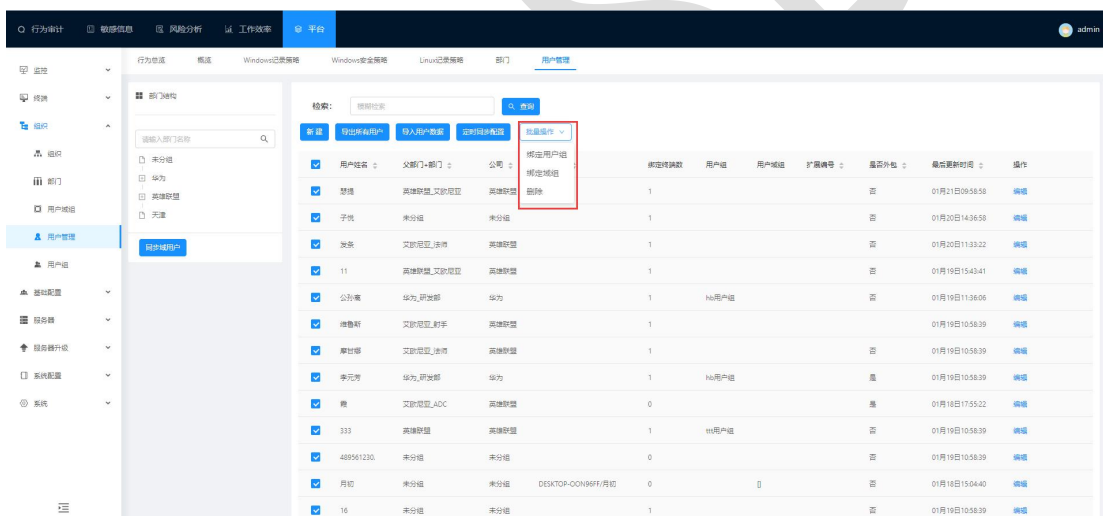 行为审计 敏感信息 风险分析 工作效率 平台 admin
行为总览 概览 Windows记录策略 Windows安全策略 Linux记录策略 部门 用户管理
监控
终端
组织
组织
部门
用户域组
用户管理
用户组
基础配置
服务器
服务器升级
系统配置
系统
部门结构
请输入部门名称
未分组
华为
英雄联盟
天津
同步域用户
检索: 模糊检索 查询
新建 导出所有用户 导入用户数据 定时同步配置 批量操作
绑定用户组
绑定域组
删除
用户姓名 父部门+部门 公司 绑定终端数 用户组 用户域组 扩展编号 是否外包 最后更新时间 操作
瑟提 英雄联盟_艾欧尼亚 英雄联盟 1 否 01月21日09:58:58 编辑
子悦 未分组 未分组 1 否 01月20日14:36:58 编辑
发条 艾欧尼亚_法师 英雄联盟 1 否 01月20日11:33:22 编辑
11 英雄联盟_艾欧尼亚 英雄联盟 1 否 01月19日15:43:41 编辑
公孙离 华为_研发部 华为 1 hb用户组 否 01月19日11:36:06 编辑
维鲁斯 艾欧尼亚_射手 英雄联盟 1 01月19日10:58:39 编辑
摩甘娜 艾欧尼亚_法师 英雄联盟 1 否 01月19日10:58:39 编辑
李元芳 华为_研发部 华为 1 hb用户组 是 01月19日10:58:39 编辑
霞 艾欧尼亚_ADC 英雄联盟 0 是 01月18日17:55:22 编辑
333 英雄联盟 英雄联盟 1 ttt用户组 否 01月19日10:58:39 编辑
489561230. 未分组 未分组 0 否 01月19日10:58:39 编辑
月初 未分组 未分组 DESKTOP-OON96FF/月初 0 [] 否 01月18日15:04:40 编辑
16 未分组 未分组 1 否 01月19日10:58:39 编辑